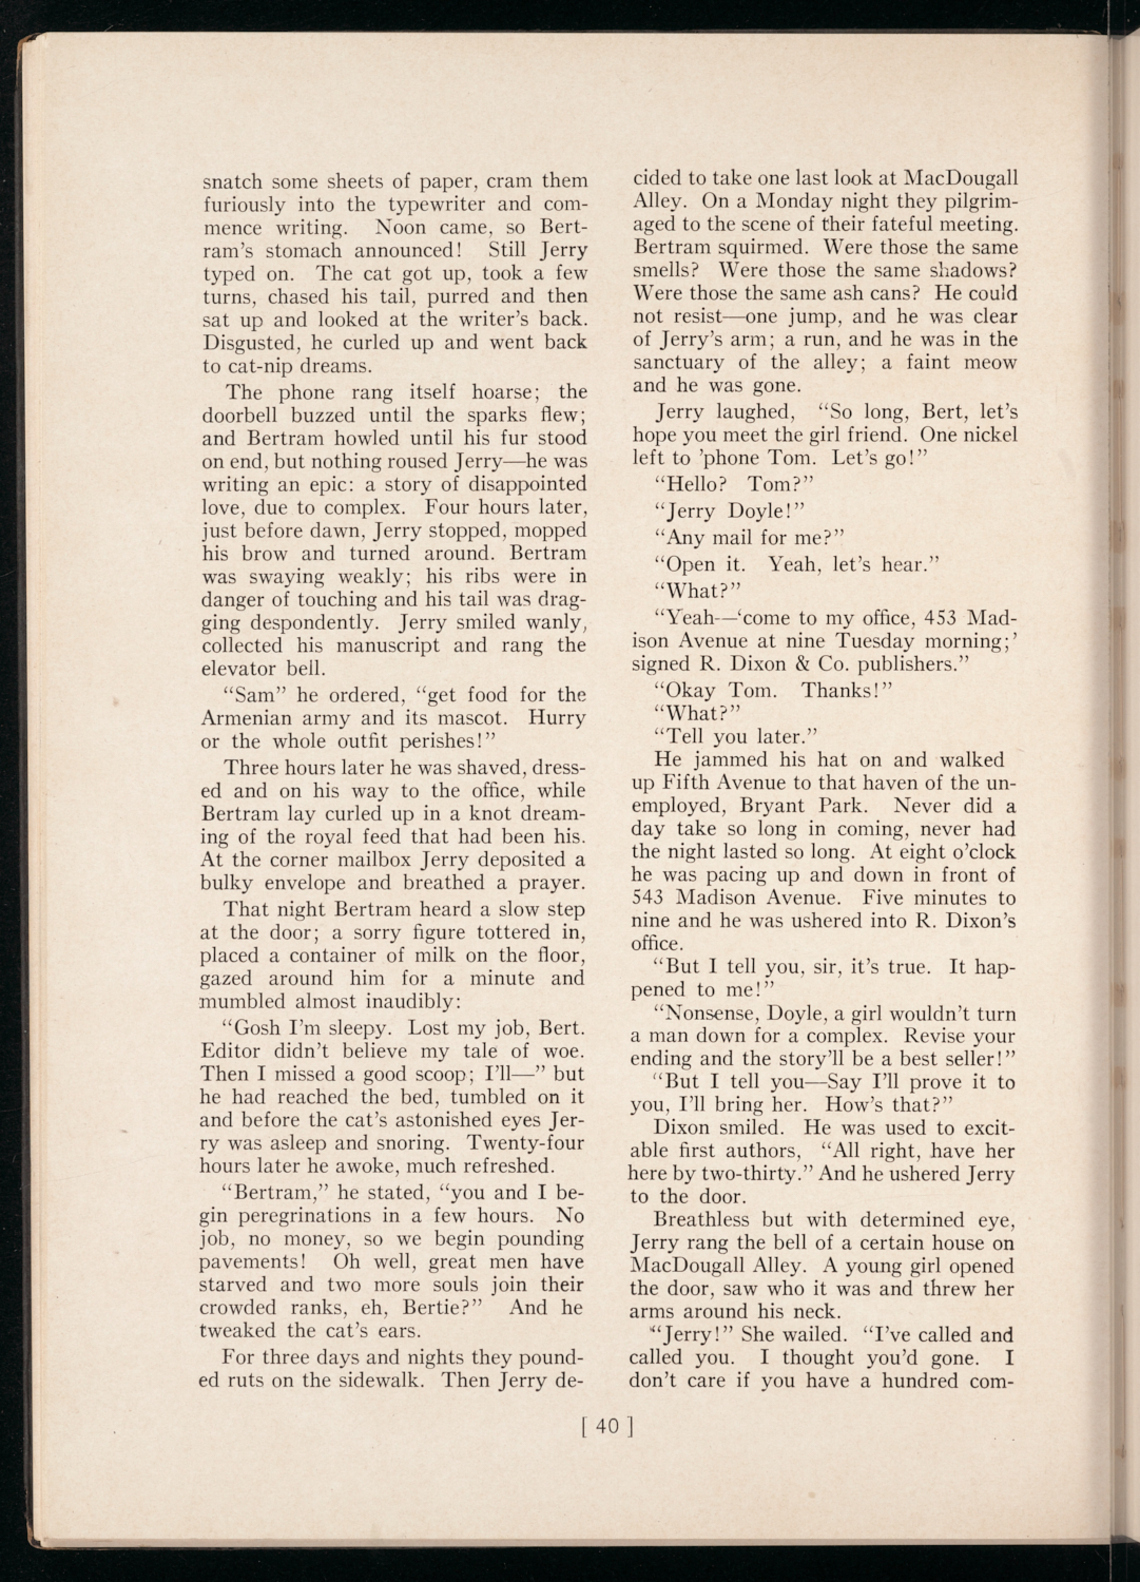 snatch some sheets of paper, cram them
furiously into the typewriter and com-
mence writing. Noon came, so Bert-
ram's stomach announced! Still Jerry
typed on. The cat got up, took a few
turns, chased his tail, purred and then
sat up and looked at the writer's back.
Disgusted, he curled up and went back
to cat-nip dreams.
The phone rang itself hoarse; the
doorbell buzzed until the sparks flew;
and Bertram howled until his fur stood
on end, but nothing roused Jerry—he was
writing an epic: a story of disappointed
love, due to complex. Four hours later,
just before dawn, Jerry stopped, mopped
his brow and turned around. Bertram
was swaying weakly; his ribs were in
danger of touching and his tail was drag-
ging despondently. Jerry smiled wanly,
collected his manuscript and rang the
elevator bell.
"Sam" he ordered, "get food for the
Armenian army and its mascot. Hurry
or the whole outfit perishes!"
Three hours later he was shaved, dress-
ed and on his way to the office, while
Bertram lay curled up in a knot dream-
ing of the royal feed that had been his.
At the corner mailbox Jerry deposited a
bulky envelope and breathed a prayer.
That night Bertram heard a slow step
at the door; a sorry figure tottered in,
placed a container of milk on the floor,
gazed around him for a minute and
mumbled almost inaudibly:
"Gosh I'm sleepy. Lost my job, Bert.
Editor didn't believe my tale of woe.
Then I missed a good scoop; I'll—" but
he had reached the bed, tumbled on it
and before the cat's astonished eyes Jer-
ry was asleep and snoring. Twenty-four
hours later he awoke, much refreshed.
"Bertram," he stated, "you and I be-
gin peregrinations in a few hours. No
job, no money, so we begin pounding
pavements! Oh well, great men have
starved and two more souls join their
crowded ranks, eh, Bertie?" And he
tweaked the cat's ears.
For three days and nights they pound-
ed ruts on the sidewalk. Then Jerry de-
cided to take one last look at MacDougall
Alley. On a Monday night they pilgrim-
aged to the scene of their fateful meeting.
Bertram squirmed. Were those the same
smells? Were those the same shadows?
Were those the same ash cans? He could
not resist—one jump, and he was clear
of Jerry's arm; a run, and he was in the
sanctuary of the alley; a faint meow
and he was gone.
Jerry laughed, "So long, Bert, let's
hope you meet the girl friend. One nickel
left to 'phone Tom. Let's go!"
"Hello? Tom?"
"Jerry Doyle!"
"Any mail for me?"
"Open it. Yeah, let's hear."
"What?"
"Yeah—'come to my office, 453 Mad-
ison Avenue at nine Tuesday morning;'
signed R. Dixon & Co. publishers."
"Okay Tom. Thanks!"
"What?"
"Tell you later."
He jammed his hat on and walked
up Fifth Avenue to that haven of the un-
employed, Bryant Park. Never did a
day take so long in coming, never had
the night lasted so long. At eight o'clock
he was pacing up and down in front of
543 Madison Avenue. Five minutes to
nine and he was ushered into R. Dixon's
office.
"But I tell you, sir, it's true. It hap-
pened to me!"
"Nonsense, Doyle, a girl wouldn't turn
a man down for a complex. Revise your
ending and the story'll be a best seller!"
"But I tell you—Say I'll prove it to
you, I'll bring her. How's that?"
Dixon smiled. He was used to excit-
able first authors, "All right, have her
here by two-thirty." And he ushered Jerry
to the door.
Breathless but with determined eye,
Jerry rang the bell of a certain house on
MacDougall Alley. A young girl opened
the door, saw who it was and threw her
arms around his neck.
"Jerry!" She wailed. "I've called and
called you. I thought you'd gone. I
don't care if you have a hundred com-
[ 40 ]